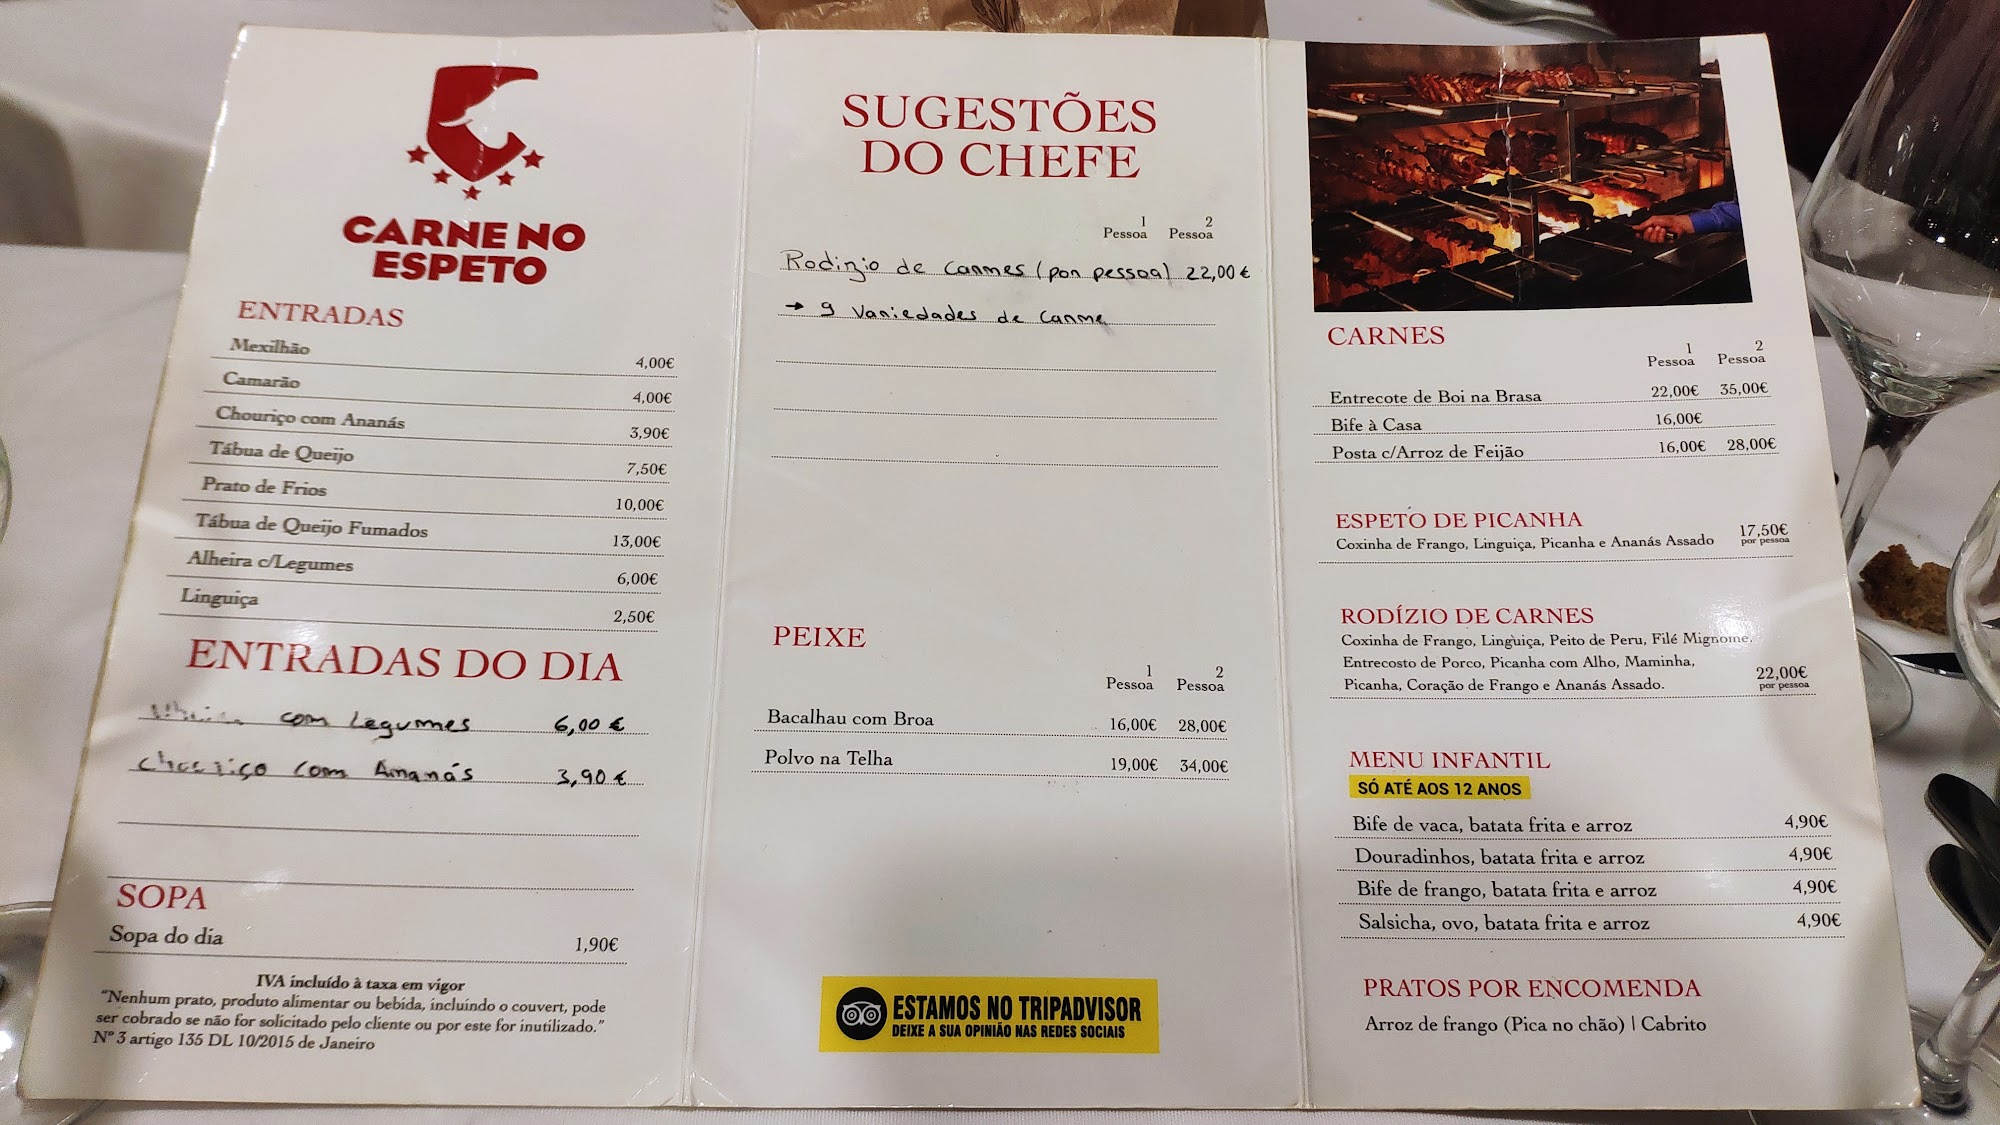 CARNE NO
ESPETO
ENTRADAS
Mexilhão 4,00€
Camarão 4,00€
Chouriço com Ananás 3,90€
Tábua de Queijo 7,50€
Prato de Frios 10,00€
Tábua de Queijo Fumados 13,00€
Alheira c/Legumes 6,00€
Linguiça 2,50€
ENTRADAS DO DIA
com Legumes 6,00 €
Chouriço com Ananás 3,90 €
SOPA
Sopa do dia 1,90€
IVA incluído à taxa em vigor
"Nenhum prato, produto alimentar ou bebida, incluindo o couvert, pode
ser cobrado se não for solicitado pelo cliente ou por este for inutilizado."
Nº 3 artigo 135 DL 10/2015 de Janeiro
SUGESTÕES
DO CHEFE
1 2
Pessoa Pessoa
Rodizio de Carnes (por pessoa) 22,00 €
→ 9 Variedades de Carne
PEIXE
1 2
Pessoa Pessoa
Bacalhau com Broa 16,00€ 28,00€
Polvo na Telha 19,00€ 34,00€
ESTAMOS NO TRIPADVISOR
DEIXE A SUA OPINIÃO NAS REDES SOCIAIS
CARNES
1 2
Pessoa Pessoa
Entrecote de Boi na Brasa 22,00€ 35,00€
Bife à Casa 16,00€
Posta c/Arroz de Feijão 16,00€ 28,00€
ESPETO DE PICANHA
Coxinha de Frango, Linguiça, Picanha e Ananás Assado 17,50€
por pessoa
RODÍZIO DE CARNES
Coxinha de Frango, Linguiça, Peito de Peru, Filé Mignome,
Entrecosto de Porco, Picanha com Alho, Maminha,
Picanha, Coração de Frango e Ananás Assado. 22,00€
por pessoa
MENU INFANTIL
SÓ ATÉ AOS 12 ANOS
Bife de vaca, batata frita e arroz 4,90€
Douradinhos, batata frita e arroz 4,90€
Bife de frango, batata frita e arroz 4,90€
Salsicha, ovo, batata frita e arroz 4,90€
PRATOS POR ENCOMENDA
Arroz de frango (Pica no chão) | Cabrito